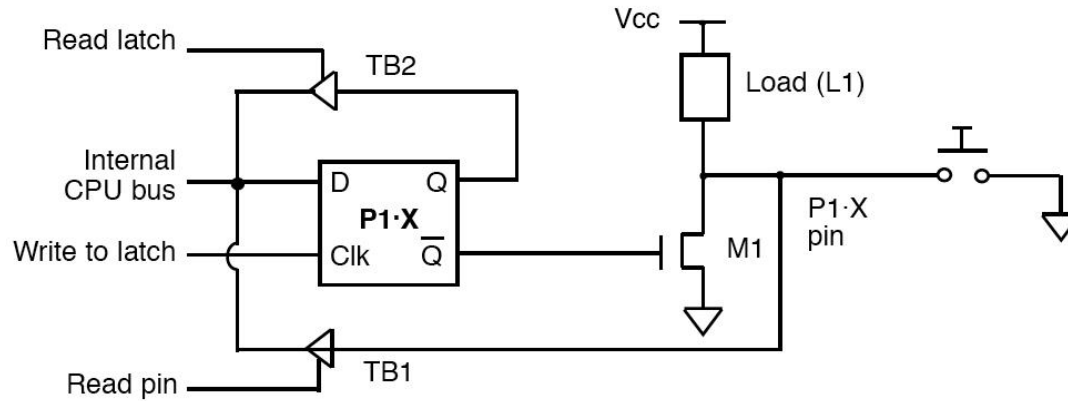 Read latch
TB2
Vcc
Load (L1)
Internal
CPU bus
D
Q
P1·X
Write to latch
Clk
Q̅
M1
P1·X
pin
TB1
Read pin